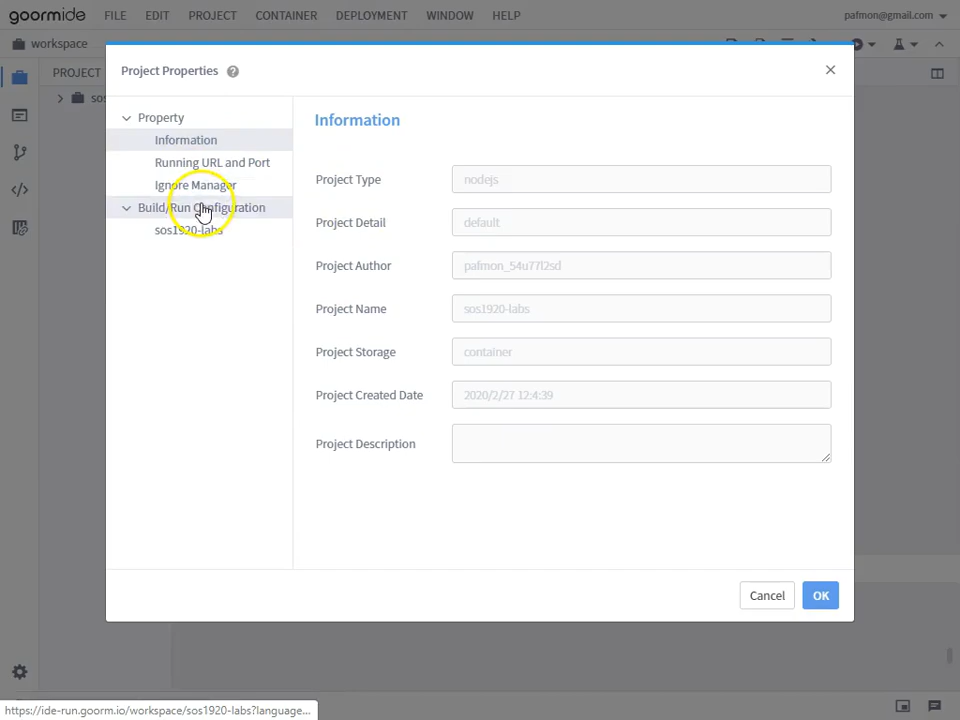 goormide FILE EDIT PROJECT CONTAINER DEPLOYMENT WINDOW HELP pafmon@gmail.com
workspace
PROJECT
sos
Project Properties ?
Property
Information
Running URL and Port
Ignore Manager
Build/Run Configuration
sos1920-labs
Information
Project Type nodejs
Project Detail default
Project Author pafmon_54u77l2sd
Project Name sos1920-labs
Project Storage container
Project Created Date 2020/2/27 12:4:39
Project Description
Cancel OK
https://ide-run.goorm.io/workspace/sos1920-labs?language...